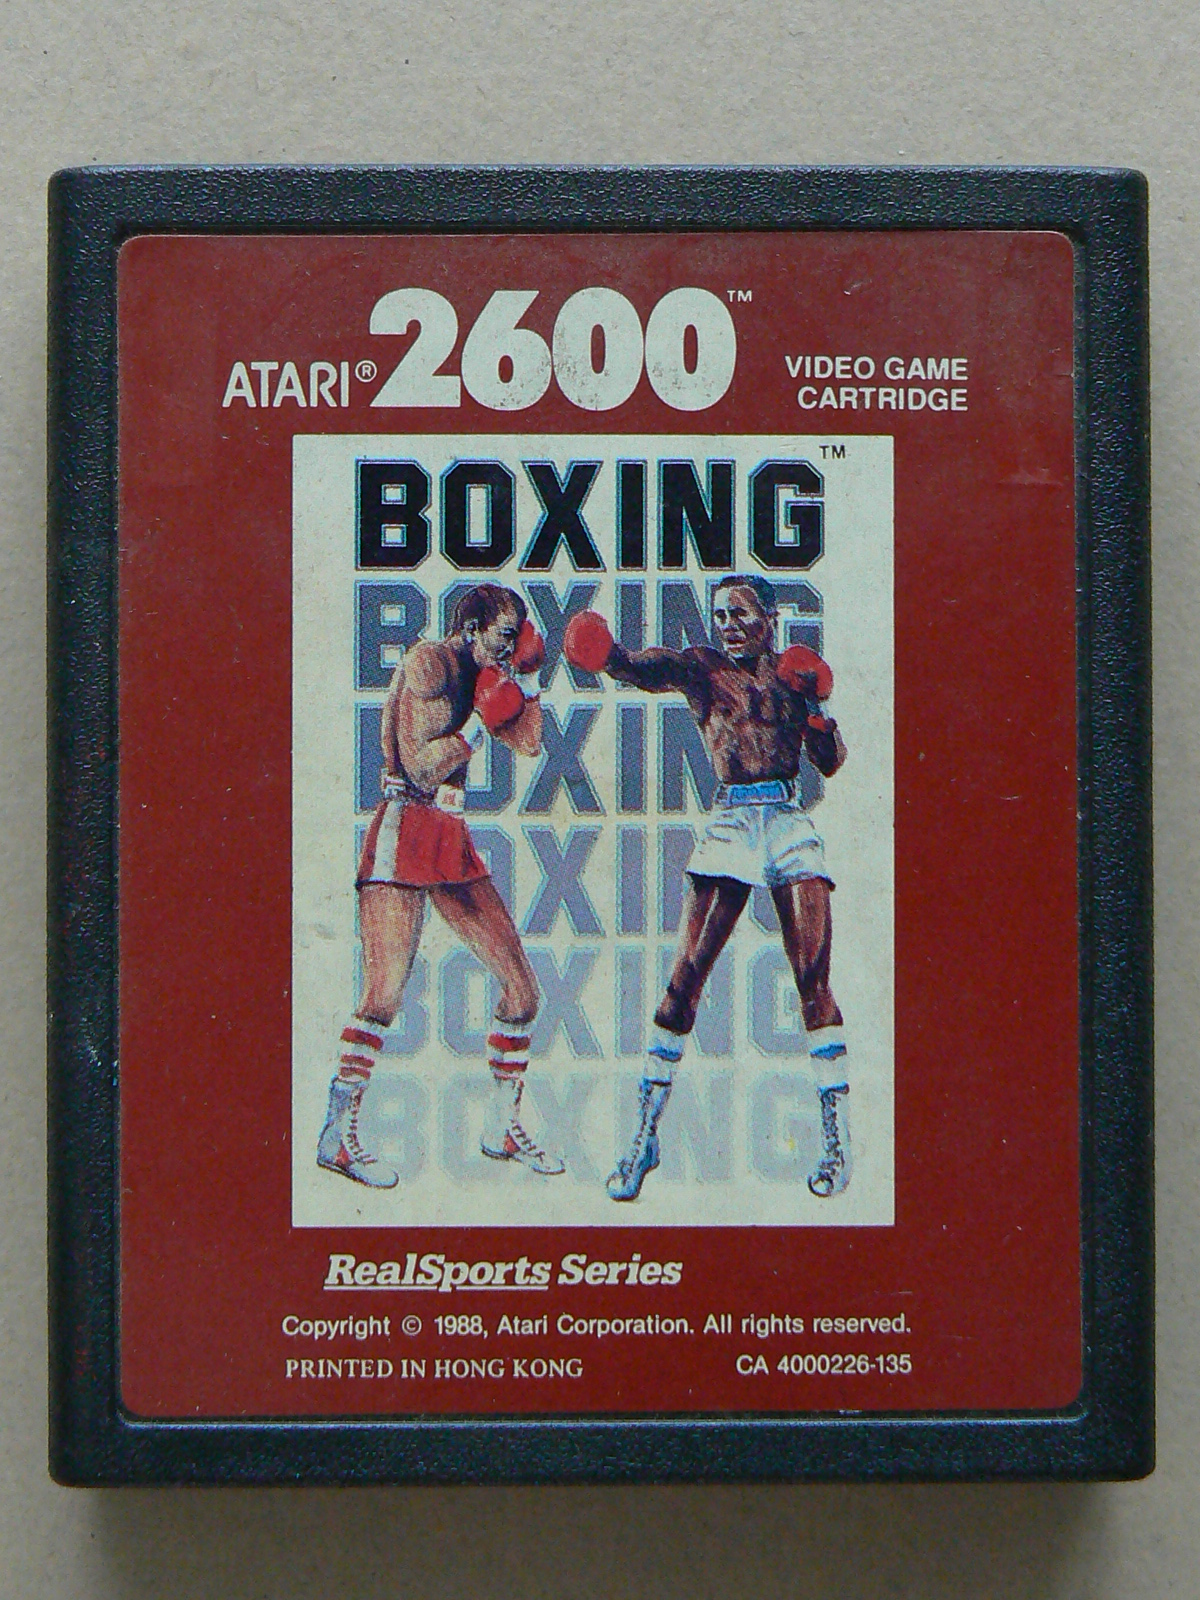 ATARI® 2600™
VIDEO GAME
CARTRIDGE
BOXING™
BOXING
BOXING
BOXING
BOXING
BOXING
RealSports Series
Copyright © 1988, Atari Corporation. All rights reserved.
PRINTED IN HONG KONG CA 4000226-135